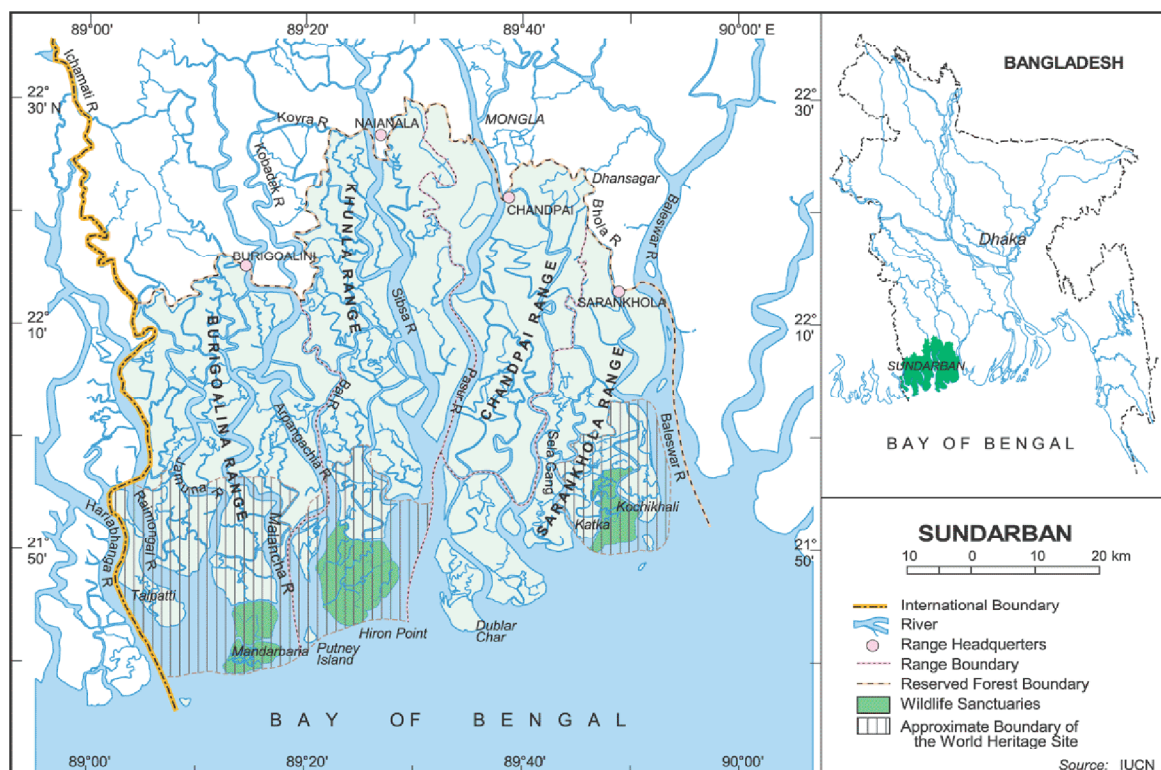 89°00'
89°20'
89°40'
90°00' E
22°
30' N
22°
10'
21°
50'
Ichamati R
Koyra R
NAIANALA
MONGLA
Kobadak R
KHUNLA RANGE
Dhansagar
CHANDPAI
Bhola R
Baleswar R
BURIGOALINI
SARANKHOLA
Sibsa R
BURIGOALINA RANGE
Bal R
Arpangachia R
Pasur R
CHANDPAI RANGE
SARANKHOLA RANGE
Sela Gang
Baleswar R
Jamuna R
Malancha R
Hariabhanga R
Raimongal R
Katka
Kochikhali
Talpatti
Mandarbaria
Putney
Island
Hiron Point
Dublar
Char
BAY OF BENGAL
89°00'
89°20'
89°40'
90°00'
22°
30'
22°
10'
21°
50'
BANGLADESH
Dhaka
SUNDARBAN
BAY OF BENGAL
SUNDARBAN
10 0 10 20 km
International Boundary
River
Range Headquarters
Range Boundary
Reserved Forest Boundary
Wildlife Sanctuaries
Approximate Boundary of
the World Heritage Site
Source: IUCN